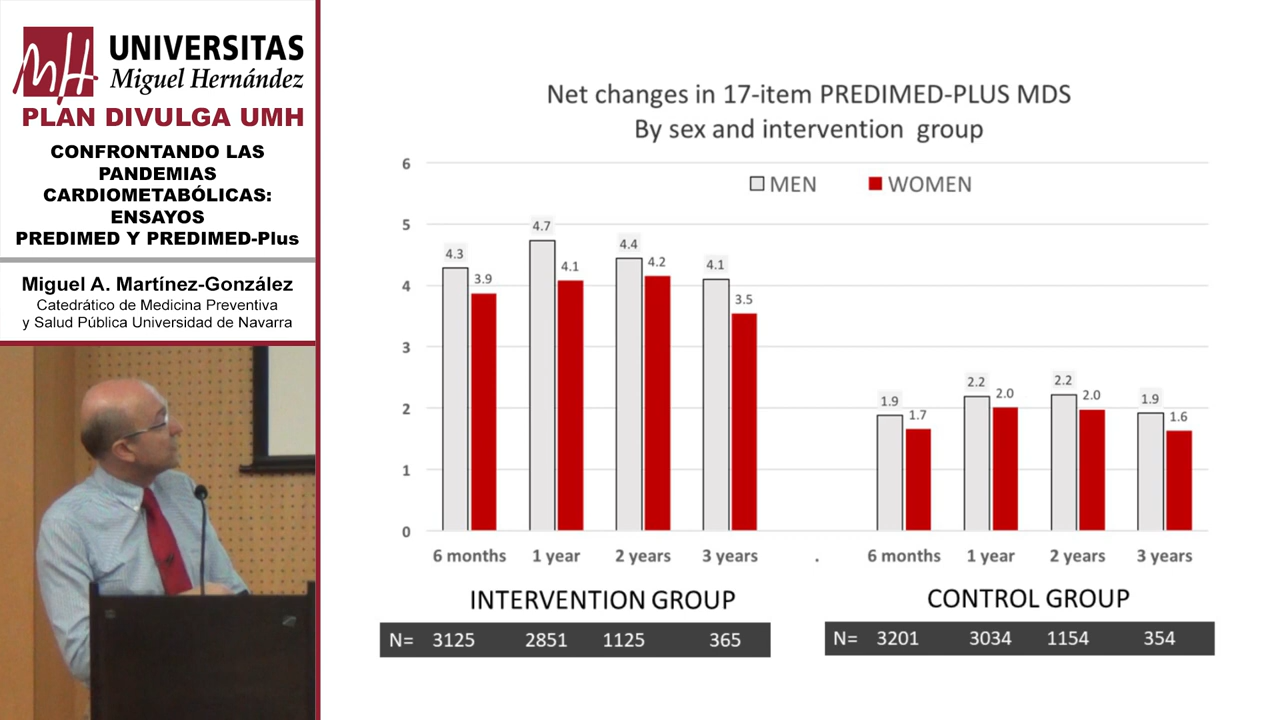 UNIVERSITAS
Miguel Hernández
PLAN DIVULGA UMH
CONFRONTANDO LAS
PANDEMIAS
CARDIOMETABÓLICAS:
ENSAYOS
PREDIMED Y PREDIMED-Plus
Miguel A. Martínez-González
Catedrático de Medicina Preventiva
y Salud Pública Universidad de Navarra
Net changes in 17-item PREDIMED-PLUS MDS
By sex and intervention group
MEN WOMEN
6
5
4
3
2
1
0
4.3 3.9 4.7 4.1 4.4 4.2 4.1 3.5
1.9 1.7 2.2 2.0 2.2 2.0 1.9 1.6
6 months 1 year 2 years 3 years . 6 months 1 year 2 years 3 years
INTERVENTION GROUP
N= 3125 2851 1125 365
CONTROL GROUP
N= 3201 3034 1154 354